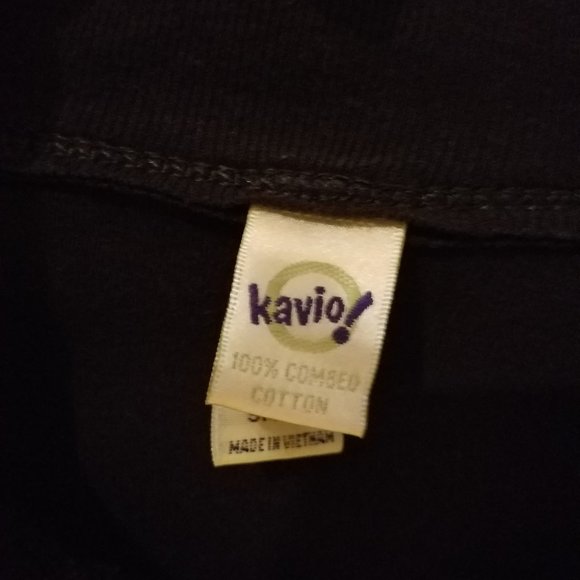 kavio!
100% COMBED
COTTON
MADE IN VIETNAM